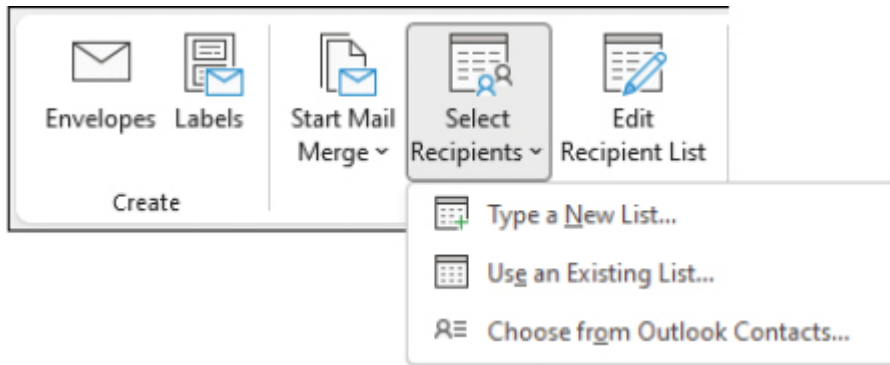 Envelopes Labels Start Mail Select Edit
Merge Recipients Recipient List
Create
Type a New List...
Use an Existing List...
Choose from Outlook Contacts...